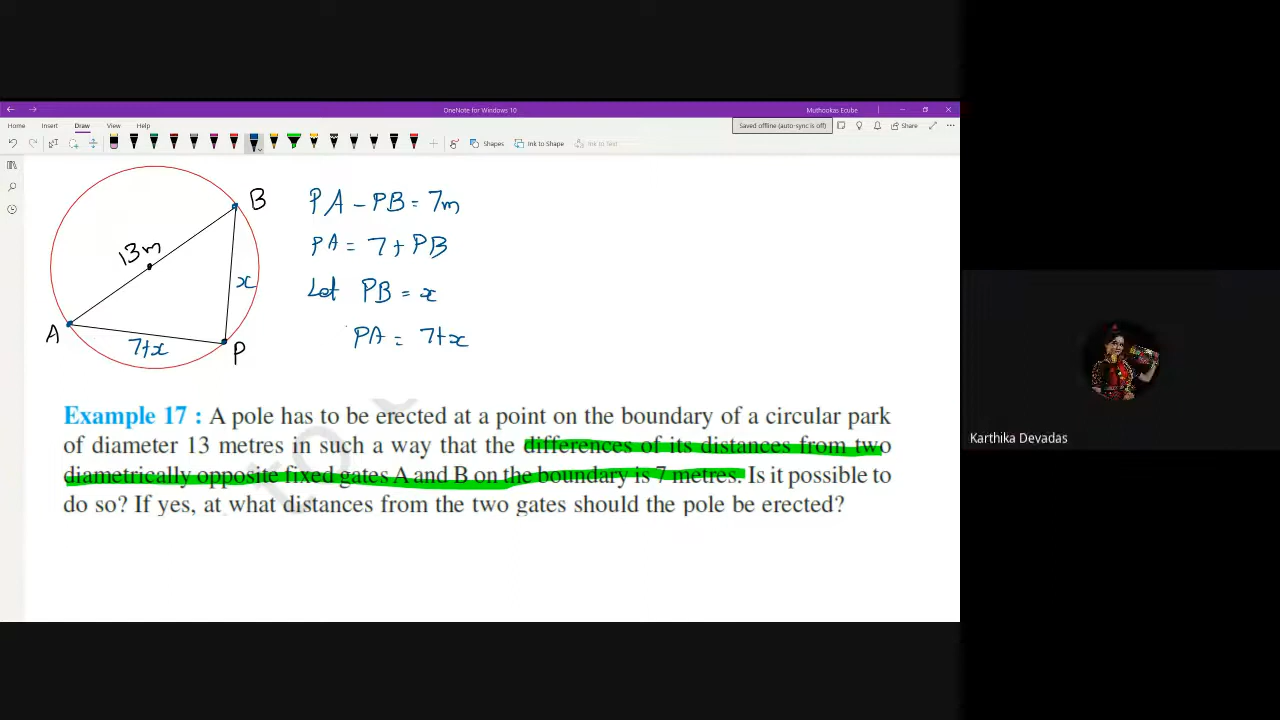 OneNote for Windows 10
Muthookas Ecube
Home Insert Draw View Help
Saved offline (auto-sync is off)
Share
Shapes
Ink to Shape
Ink to Text
B
13m
x
A
7+x
P
PA - PB = 7m
PA = 7 + PB
Let PB = x
PA = 7+x
Example 17 : A pole has to be erected at a point on the boundary of a circular park
of diameter 13 metres in such a way that the differences of its distances from two
diametrically opposite fixed gates A and B on the boundary is 7 metres. Is it possible to
do so? If yes, at what distances from the two gates should the pole be erected?
Karthika Devadas